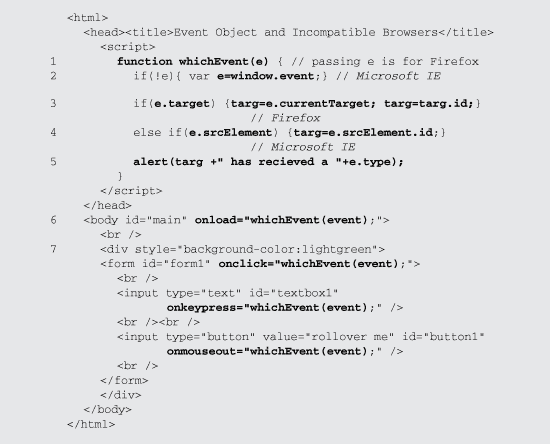 <html>
<head><title>Event Object and Incompatible Browsers</title>
<script>
1 function whichEvent(e) { // passing e is for Firefox
2 if(!e){ var e=window.event;} // Microsoft IE
3 if(e.target) {targ=e.currentTarget; targ=targ.id;}
// Firefox
4 else if(e.srcElement) {targ=e.srcElement.id;}
// Microsoft IE
5 alert(targ +" has recieved a "+e.type);
}
</script>
</head>
6 <body id="main" onload="whichEvent(event);">
<br />
7 <div style="background-color:lightgreen">
<form id="form1" onclick="whichEvent(event);">
<br />
<input type="text" id="textbox1"
onkeypress="whichEvent(event);" />
<br /><br />
<input type="button" value="rollover me" id="button1"
onmouseout="whichEvent(event);" />
<br />
</form>
</div>
</body>
</html>